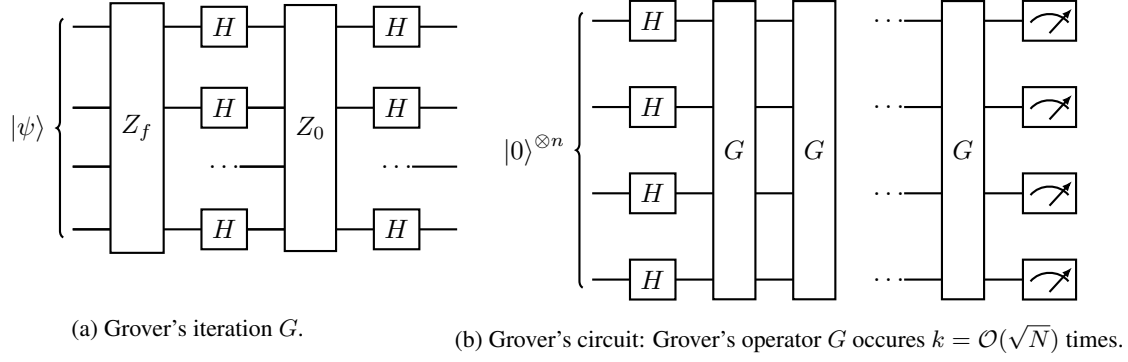 |ψ⟩ Z_f H H Z_0 H H
H H
··· ···
H H
(a) Grover's iteration G.
|0⟩^{⊗n} H H H H G G ··· ··· ··· ··· G
(b) Grover's circuit: Grover's operator G occures k = 𝒪(√N) times.